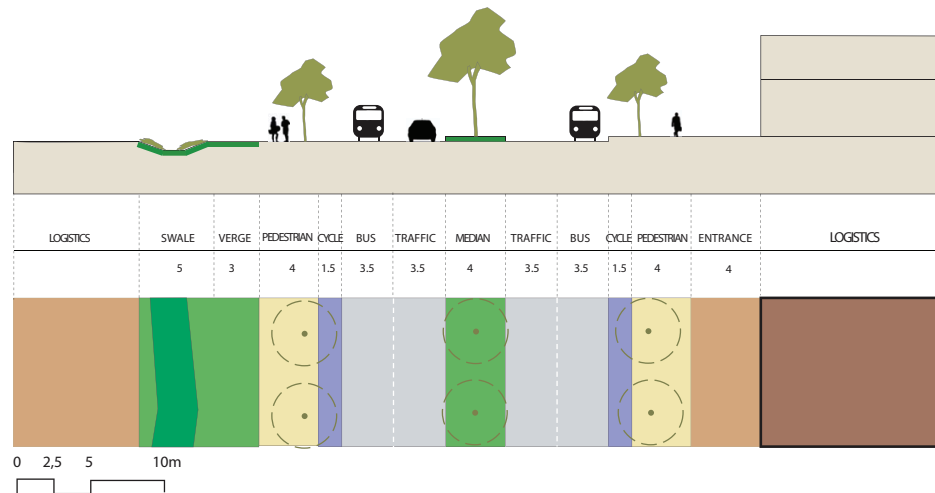 LOGISTICS SWALE VERGE PEDESTRIAN CYCLE BUS TRAFFIC MEDIAN TRAFFIC BUS CYCLE PEDESTRIAN ENTRANCE LOGISTICS
5 3 4 1.5 3.5 3.5 4 3.5 3.5 1.5 4 4
0 2,5 5 10m